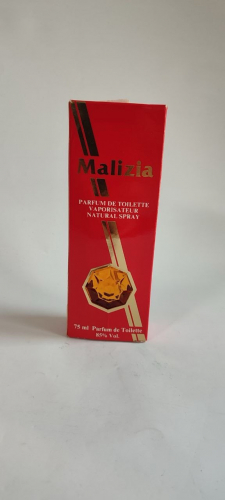 Malizia
PARFUM DE TOILETTE
VAPORISATEUR
NATURAL SPRAY
75 ml Parfum de Toilette
85% Vol.